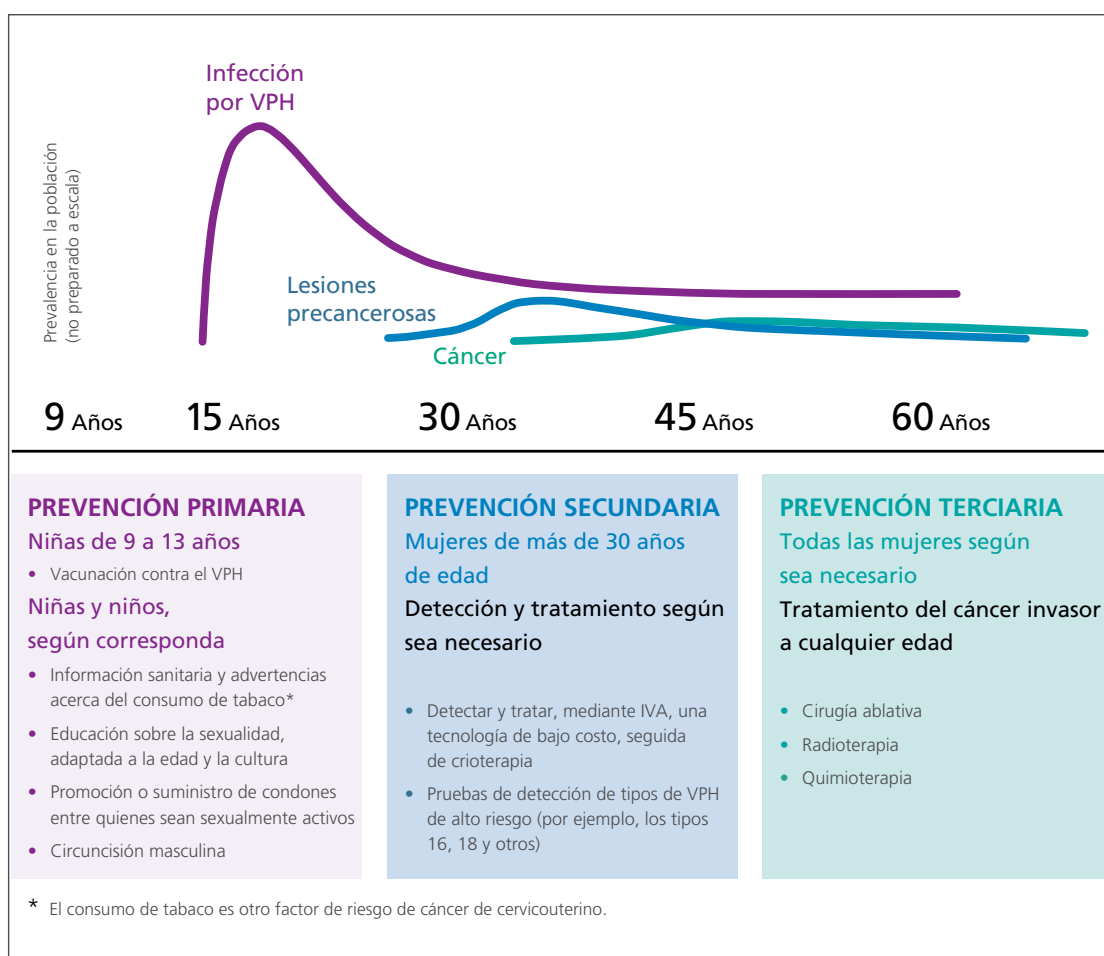 Infección
por VPH
Prevalencia en la población
(no preparado a escala)
Lesiones
precancerosas
Cáncer
9 Años
15 Años
30 Años
45 Años
60 Años
PREVENCIÓN PRIMARIA
Niñas de 9 a 13 años
• Vacunación contra el VPH
Niñas y niños,
según corresponda
• Información sanitaria y advertencias
acerca del consumo de tabaco*
• Educación sobre la sexualidad,
adaptada a la edad y la cultura
• Promoción o suministro de condones
entre quienes sean sexualmente activos
• Circuncisión masculina
PREVENCIÓN SECUNDARIA
Mujeres de más de 30 años
de edad
Detección y tratamiento según
sea necesario
• Detectar y tratar, mediante IVA, una
tecnología de bajo costo, seguida
de crioterapia
• Pruebas de detección de tipos de VPH
de alto riesgo (por ejemplo, los tipos
16, 18 y otros)
PREVENCIÓN TERCIARIA
Todas las mujeres según
sea necesario
Tratamiento del cáncer invasor
a cualquier edad
• Cirugía ablativa
• Radioterapia
• Quimioterapia
* El consumo de tabaco es otro factor de riesgo de cáncer de cervicouterino.